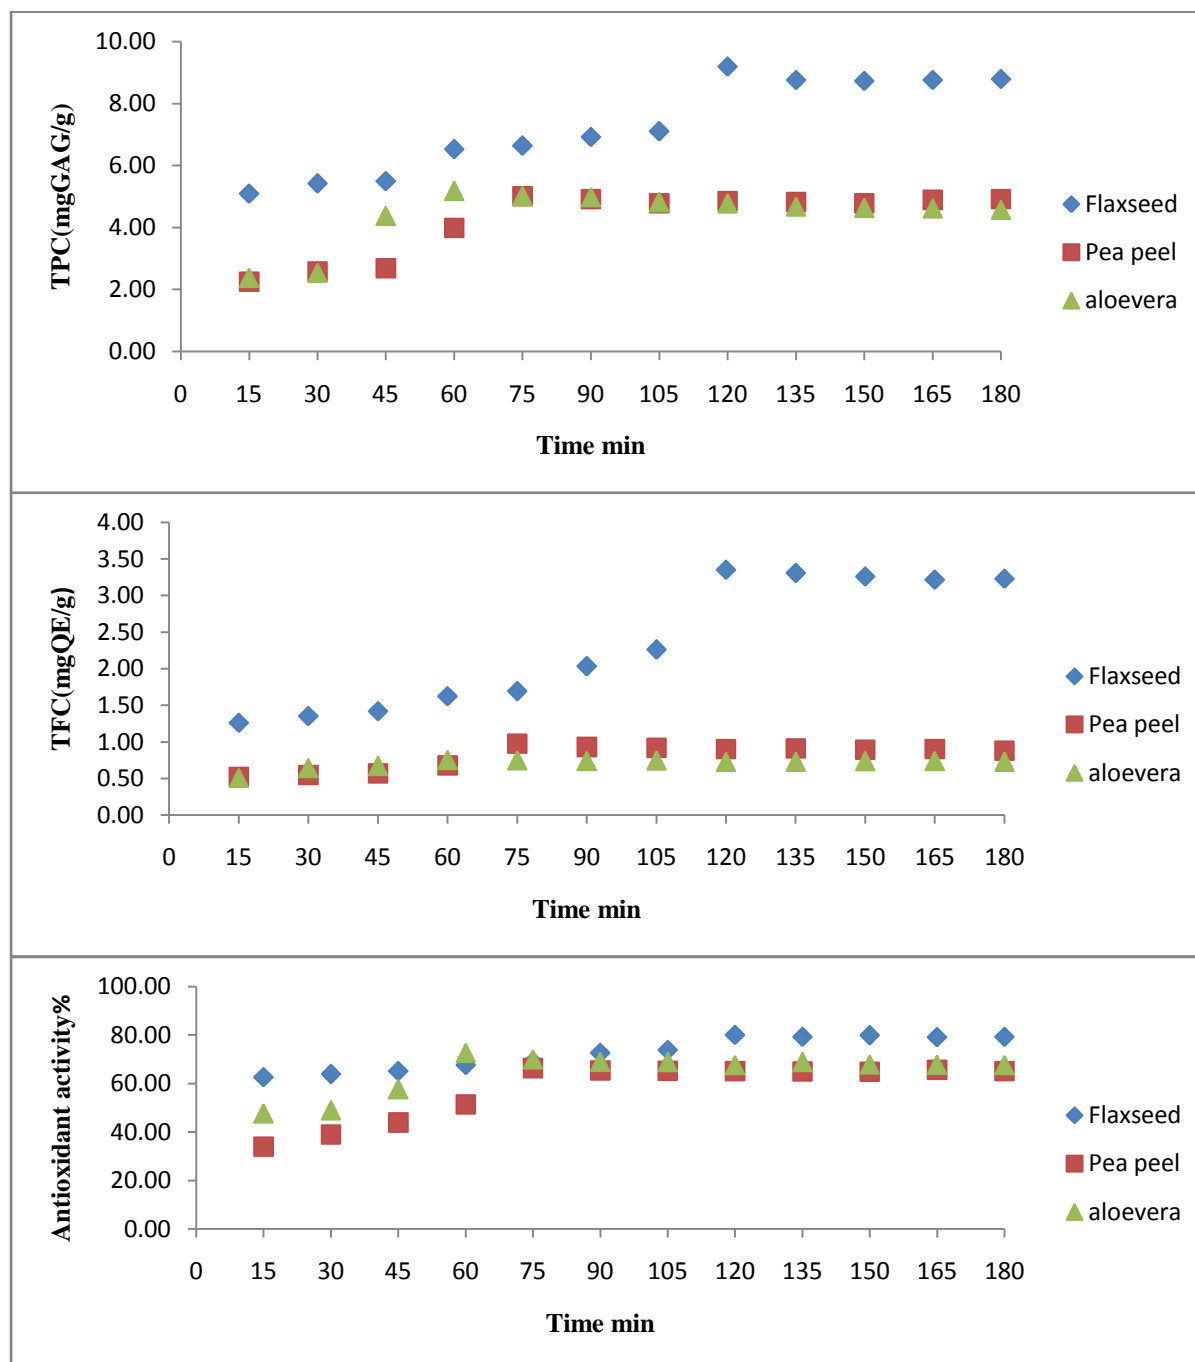 10.00
8.00
6.00
4.00
2.00
0.00
TPC(mgGAG/g)
0 15 30 45 60 75 90 105 120 135 150 165 180
Time min
Flaxseed
Pea peel
aloevera
4.00
3.50
3.00
2.50
2.00
1.50
1.00
0.50
0.00
TFC(mgQE/g)
0 15 30 45 60 75 90 105 120 135 150 165 180
Time min
Flaxseed
Pea peel
aloevera
100.00
80.00
60.00
40.00
20.00
0.00
Antioxidant activity%
0 15 30 45 60 75 90 105 120 135 150 165 180
Time min
Flaxseed
Pea peel
aloevera